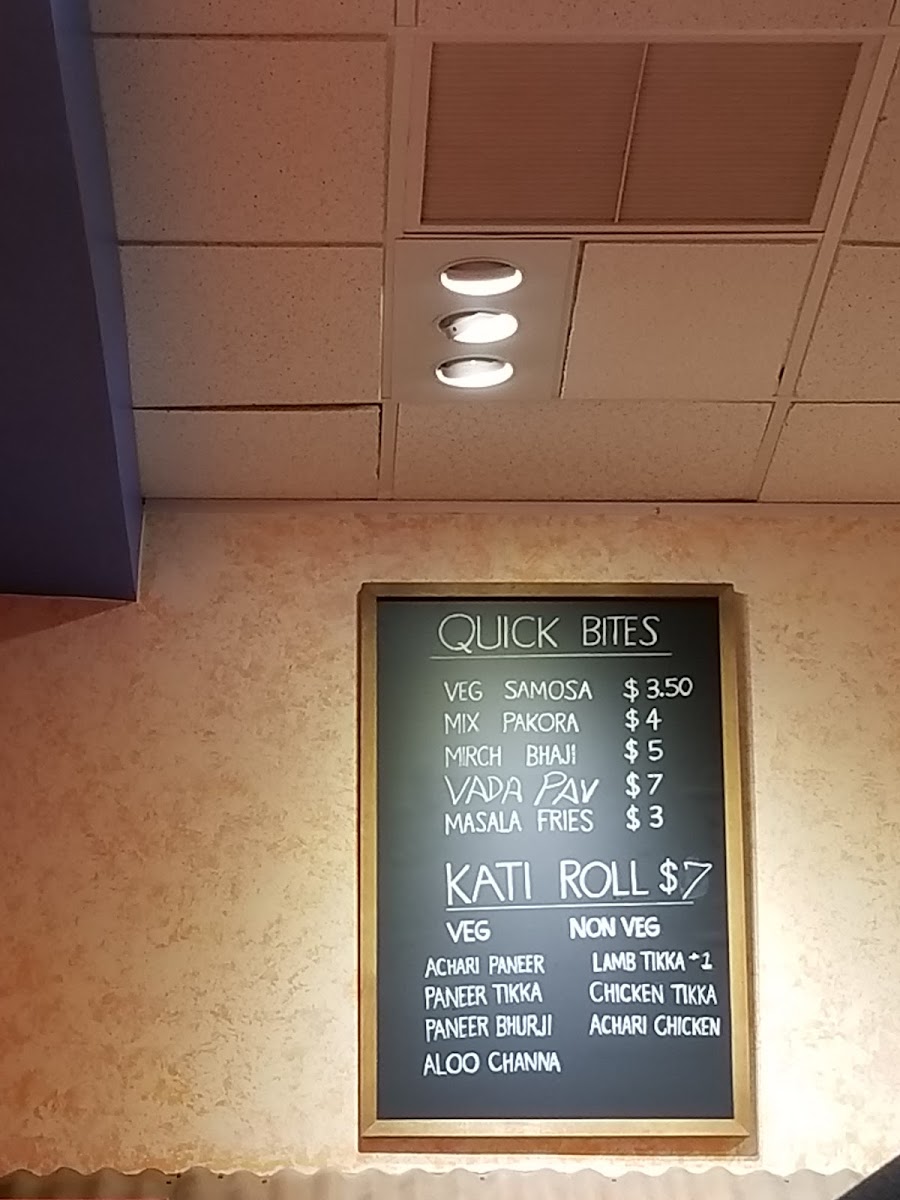 QUICK BITES
VEG SAMOSA $3.50
MIX PAKORA $4
MIRCH BHAJI $5
VADA PAV $7
MASALA FRIES $3
KATI ROLL $7
VEG NON VEG
ACHARI PANEER LAMB TIKKA +1
PANEER TIKKA CHICKEN TIKKA
PANEER BHURJI ACHARI CHICKEN
ALOO CHANNA